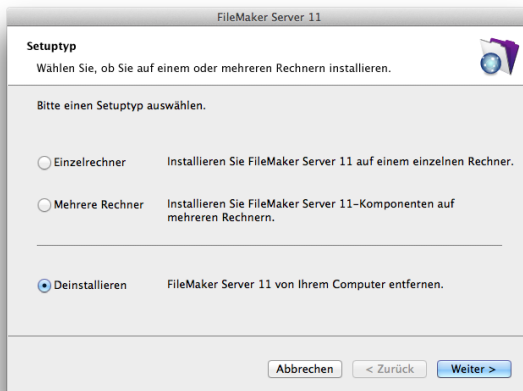 FileMaker Server 11
Setuptyp
Wählen Sie, ob Sie auf einem oder mehreren Rechnern installieren.
Bitte einen Setuptyp auswählen.
Einzelrechner Installieren Sie FileMaker Server 11 auf einem einzelnen Rechner.
Mehrere Rechner Installieren Sie FileMaker Server 11-Komponenten auf
mehreren Rechnern.
Deinstallieren FileMaker Server 11 von Ihrem Computer entfernen.
Abbrechen < Zurück Weiter >